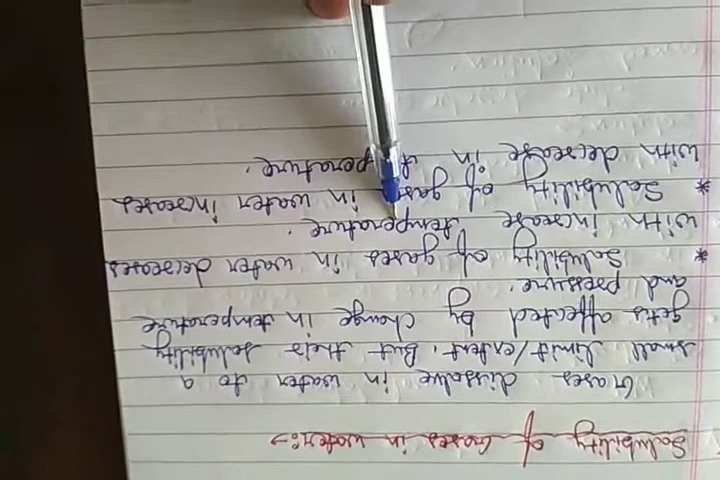 Solubility of Gases in water:→
Gases dissolve in water to a
small limit/extent. But their solubility
gets affected by change in temperature
and pressure.
* Solubility of gases in water decreases
with increase temperature.
* Solubility of gases in water increases
with decrease in temperature.